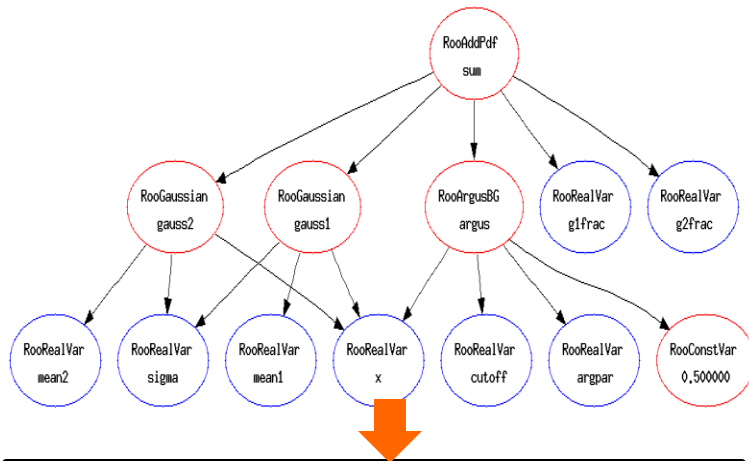 RooAddPdf
sum
RooGaussian
gauss2
RooGaussian
gauss1
RooArgusBG
argus
RooRealVar
g1frac
RooRealVar
g2frac
RooRealVar
mean2
RooRealVar
sigma
RooRealVar
mean1
RooRealVar
x
RooRealVar
cutoff
RooRealVar
argpar
RooConstVar
0.500000